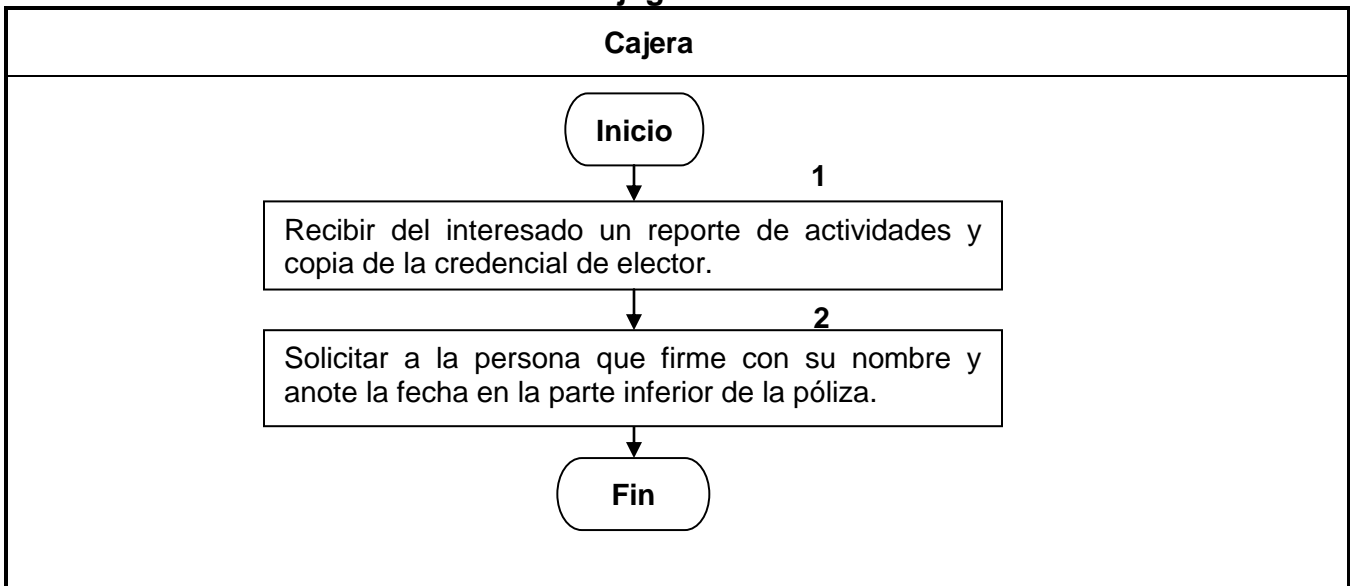 Cajera
Inicio
1
Recibir del interesado un reporte de actividades y
copia de la credencial de elector.
2
Solicitar a la persona que firme con su nombre y
anote la fecha en la parte inferior de la póliza.
Fin